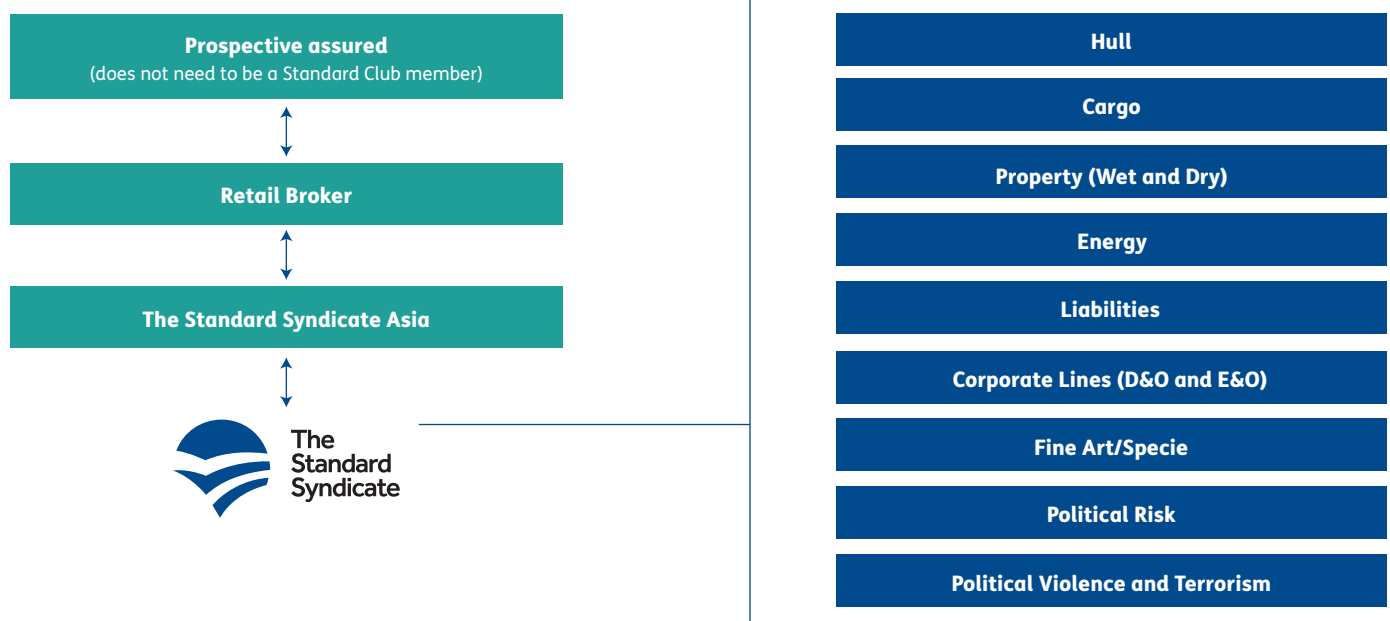 Prospective assured
(does not need to be a Standard Club member)
Retail Broker
The Standard Syndicate Asia
The
Standard
Syndicate
Hull
Cargo
Property (Wet and Dry)
Energy
Liabilities
Corporate Lines (D&O and E&O)
Fine Art/Specie
Political Risk
Political Violence and Terrorism